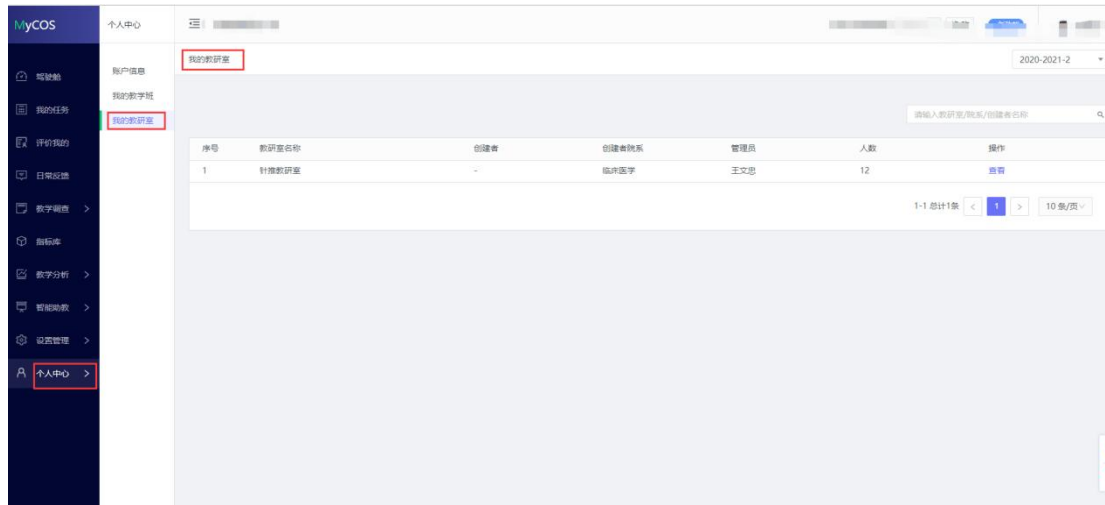 MyCOS
个人中心
驾驶舱
我的任务
评价我的
日常反馈
教学调查
指标库
教学分析
智能助教
设置管理
个人中心
账户信息
我的教学班
我的教研室
我的教研室
2020-2021-2
请输入教研室/院系/创建者名称
序号 教研室名称 创建者 创建者院系 管理员 人数 操作
1 针推教研室 - 临床医学 王文忠 12 查看
1-1 总计1条 < 1 > 10 条/页